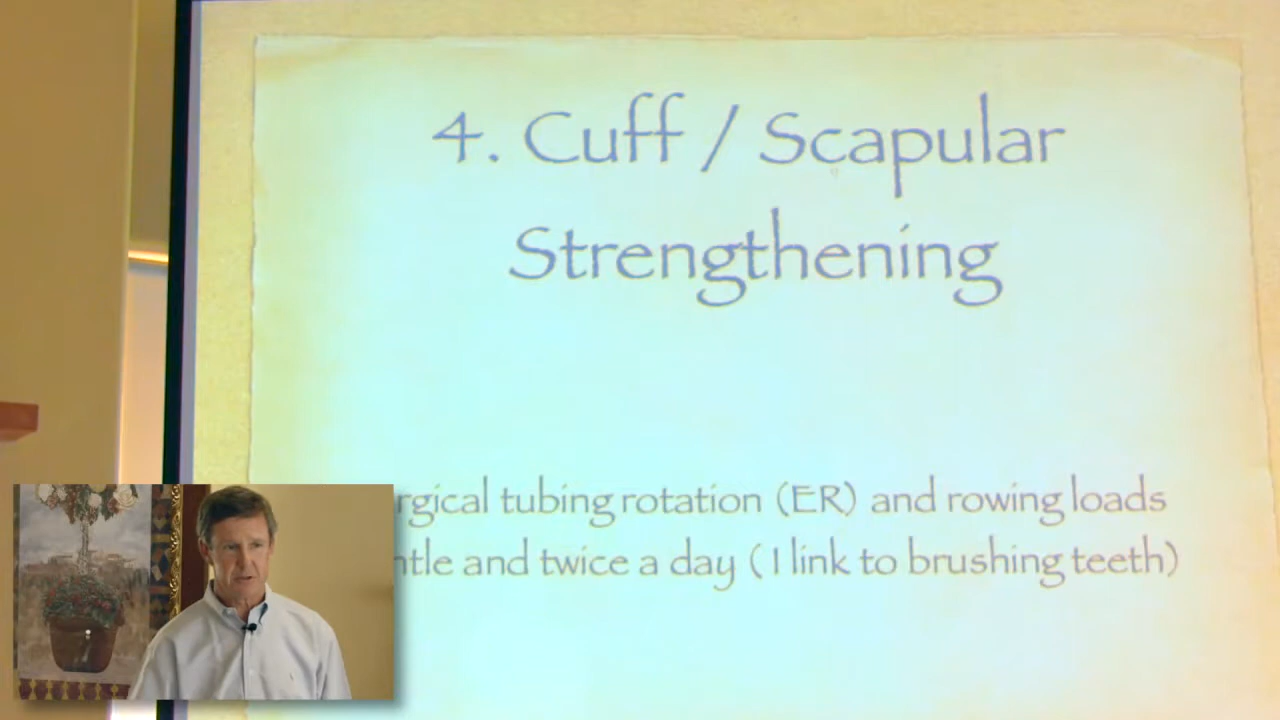 4. Cuff / Scapular
Strengthening
rgical tubing rotation (ER) and rowing loads
ntle and twice a day (I link to brushing teeth)